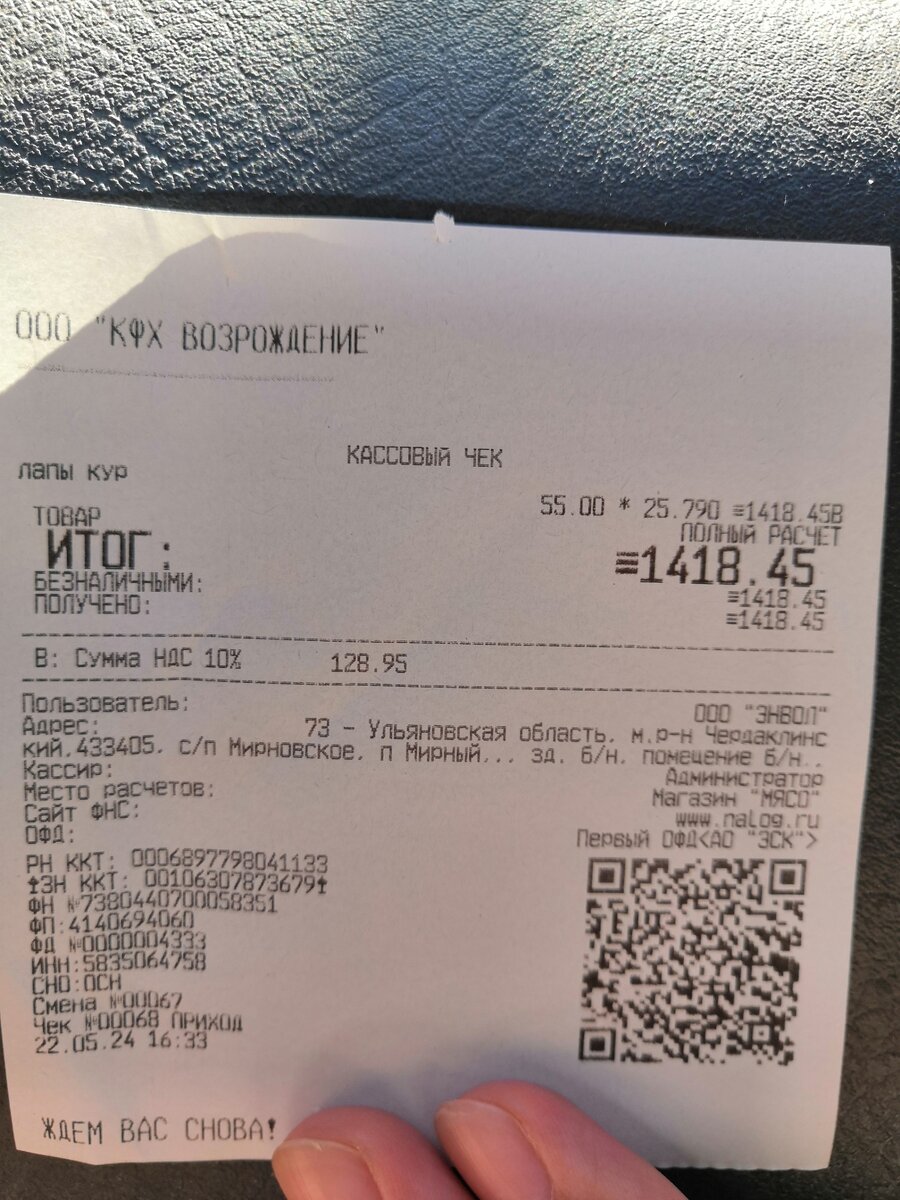 ООО "КФХ ВОЗРОЖДЕНИЕ"
КАССОВЫЙ ЧЕК
лапы кур
55.00 * 25.790 ≡1418.45В
ТОВАР ПОЛНЫЙ РАСЧЕТ
ИТОГ: ≡1418.45
БЕЗНАЛИЧНЫМИ: ≡1418.45
ПОЛУЧЕНО: ≡1418.45
В: Сумма НДС 10% 128.95
Пользователь: ООО "ЭНВОЛ"
Адрес: 73 - Ульяновская область, м.р-н Чердаклинс
кий,433405, с/п Мирновское, п Мирный,,, зд. б/н, помещение б/н,,
Кассир: Администратор
Место расчетов: Магазин "МЯСО"
Сайт ФНС: www.nalog.ru
ОФД: Первый ОФД<АО "ЭСК">
РН ККТ: 0006897798041133
ЗН ККТ: 00106307873679
ФН №7380440700058351
ФП:4140694060
ФД №0000004333
ИНН:5835064758
СНО:ОСН
Смена №00067
Чек №00068 ПРИХОД
22.05.24 16:33
ЖДЕМ ВАС СНОВА!